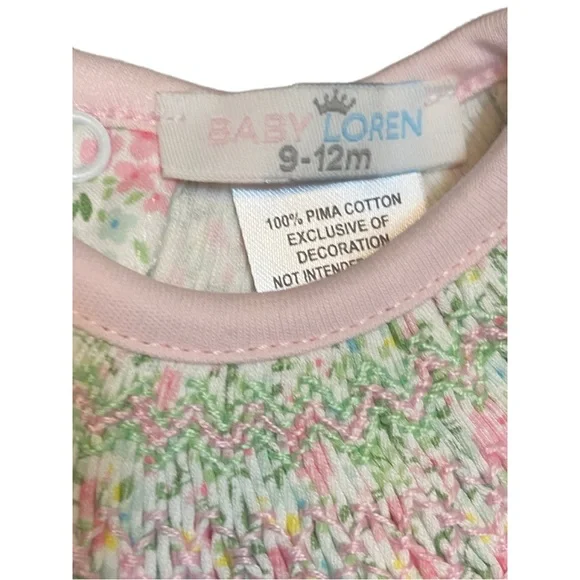 BABY LOREN
9-12m
100% PIMA COTTON
EXCLUSIVE OF
DECORATION
NOT INTENDED